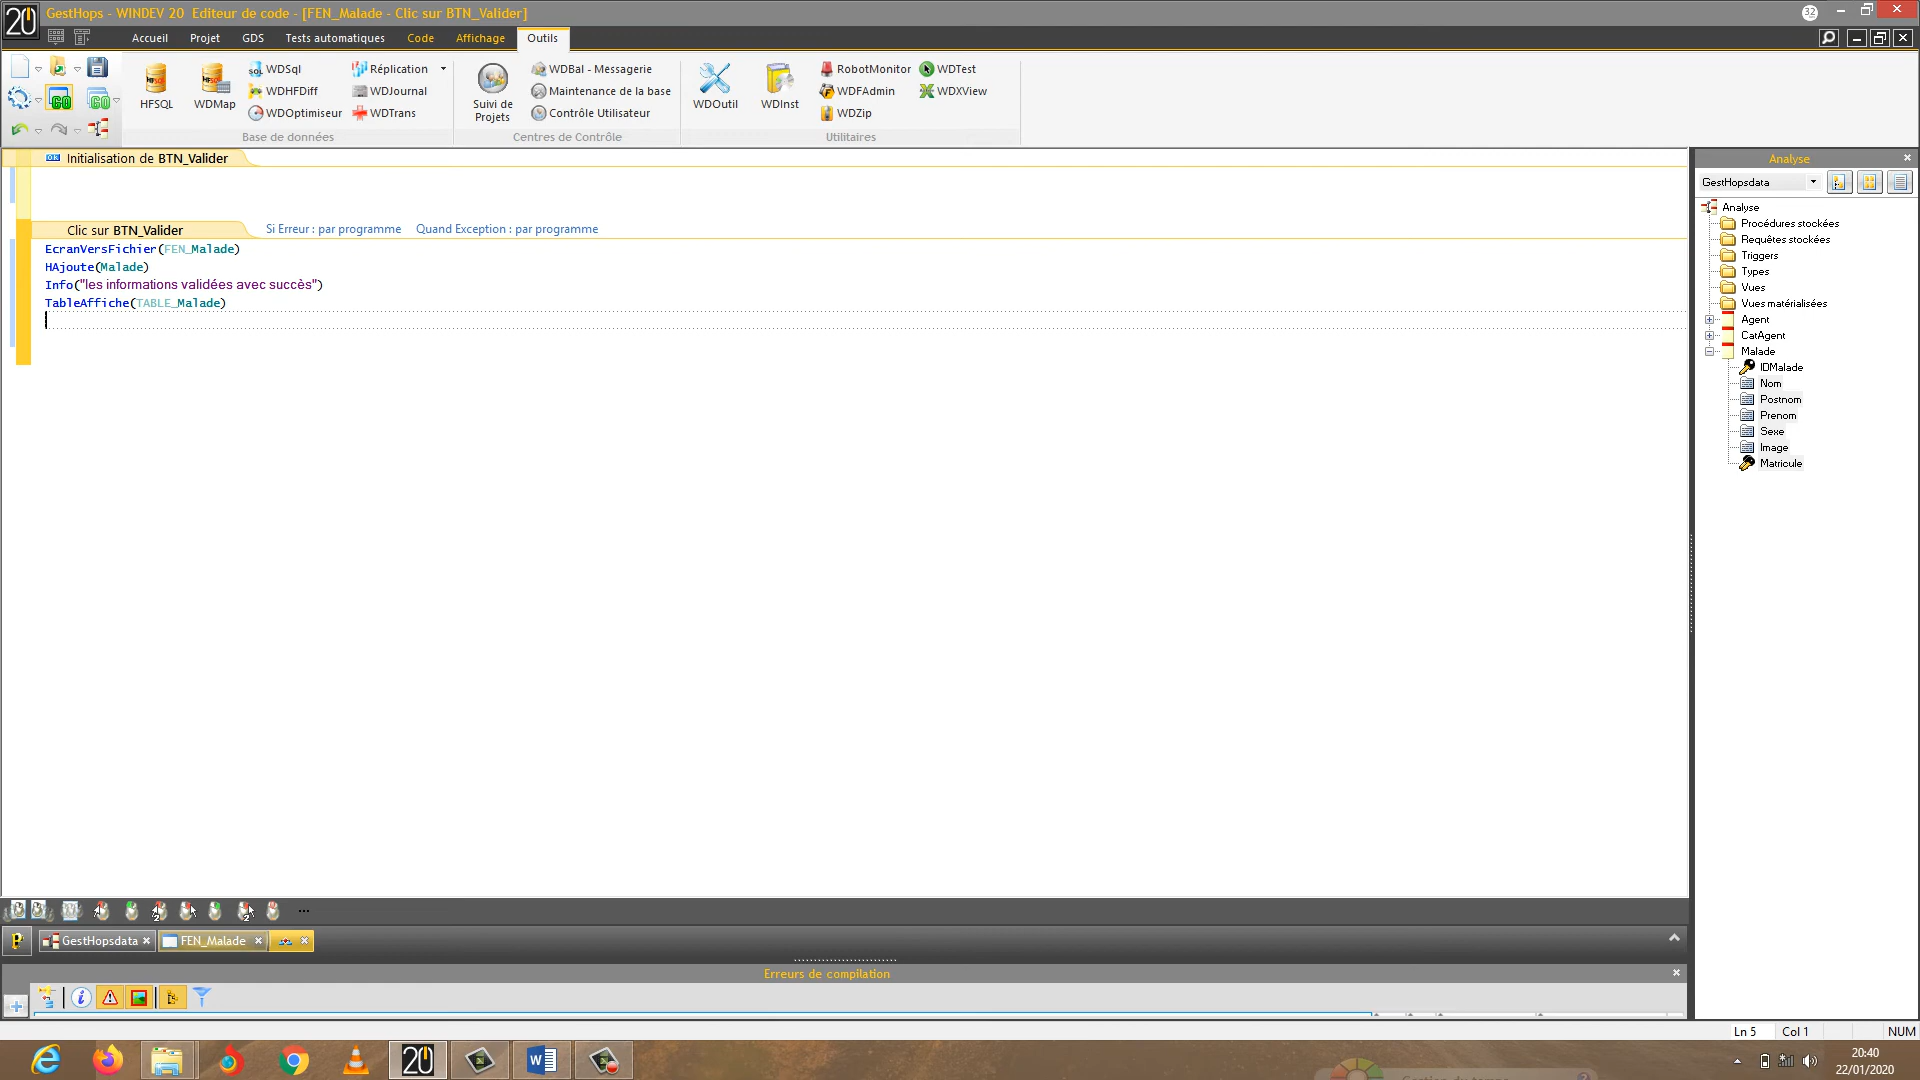 20 GestHops - WINDEV 20 Editeur de code - [FEN_Malade - Clic sur BTN_Valider] 32
Accueil Projet GDS Tests automatiques Code Affichage Outils
HFSQL WDMap WDSql WDHFDiff WDOptimiseur Réplication WDJournal WDTrans
Base de données
Suivi de Projets WDBal - Messagerie Maintenance de la base Contrôle Utilisateur
Centres de Contrôle
WDOutil WDInst RobotMonitor WDFAdmin WDZip WDTest WDXView
Utilitaires
Initialisation de BTN_Valider
Clic sur BTN_Valider Si Erreur : par programme Quand Exception : par programme
EcranVersFichier(FEN_Malade)
HAjoute(Malade)
Info("les informations validées avec succès")
TableAffiche(TABLE_Malade)
Analyse
GestHopsdata
Analyse
Procédures stockées
Requêtes stockées
Triggers
Types
Vues
Vues matérialisées
Agent
CatAgent
Malade
IDMalade
Nom
Postnom
Prenom
Sexe
Image
Matricule
GestHopsdata FEN_Malade
Erreurs de compilation
Ln 5 Col 1 NUM
20:40
22/01/2020